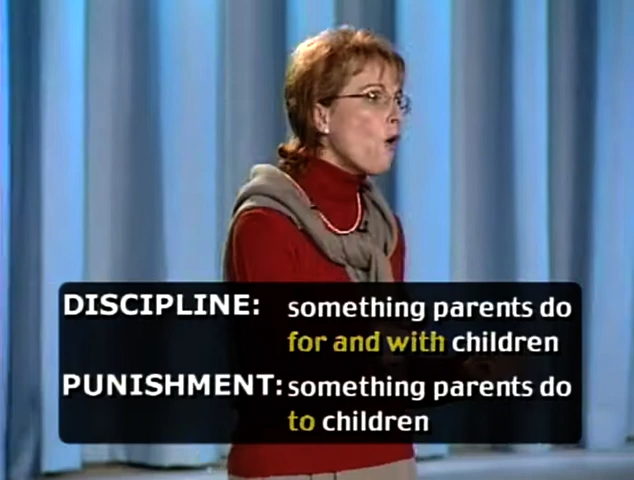 DISCIPLINE: something parents do
for and with children
PUNISHMENT: something parents do
to children